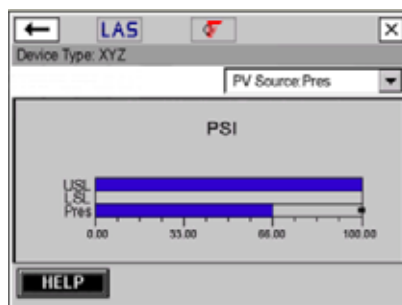 LAS
Device Type: XYZ
PV Source:Pres
PSI
USL
LSL
Pres
0.00 33.00 66.00 100.00
HELP